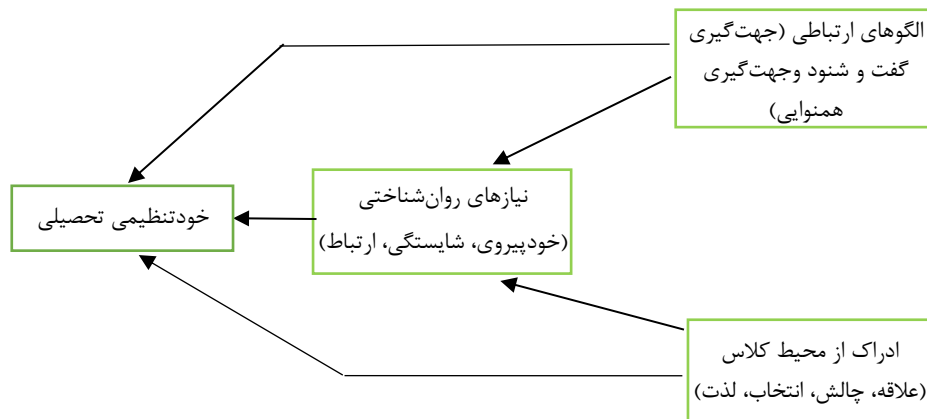 الگوهای ارتباطی (جهت‌گیری
گفت و شنود وجهت‌گیری
همنوایی)
نیازهای روان‌شناختی
(خودپیروی، شایستگی، ارتباط)
خودتنظیمی تحصیلی
ادراک از محیط کلاس
(علاقه، چالش، انتخاب، لذت)